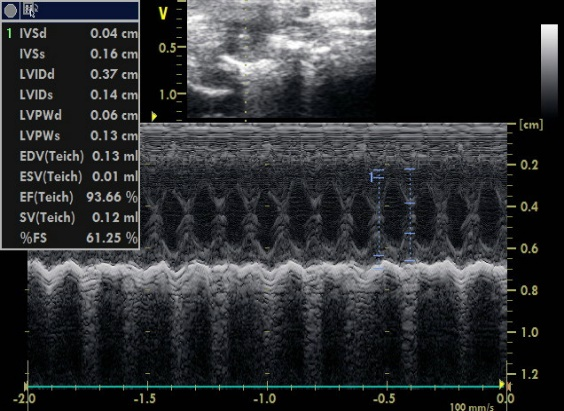 V
1 IVSd 0.04 cm
IVSs 0.16 cm
LVIDd 0.37 cm
LVIDs 0.14 cm
LVPWd 0.06 cm
LVPWs 0.13 cm
EDV(Teich) 0.13 ml
ESV(Teich) 0.01 ml
EF(Teich) 93.66 %
SV(Teich) 0.12 ml
%FS 61.25 %
0.5
1.0
[cm]
0.2
0.4
0.6
0.8
1.0
1.2
1
-2.0 -1.5 -1.0 -0.5 0.0
100 mm/s